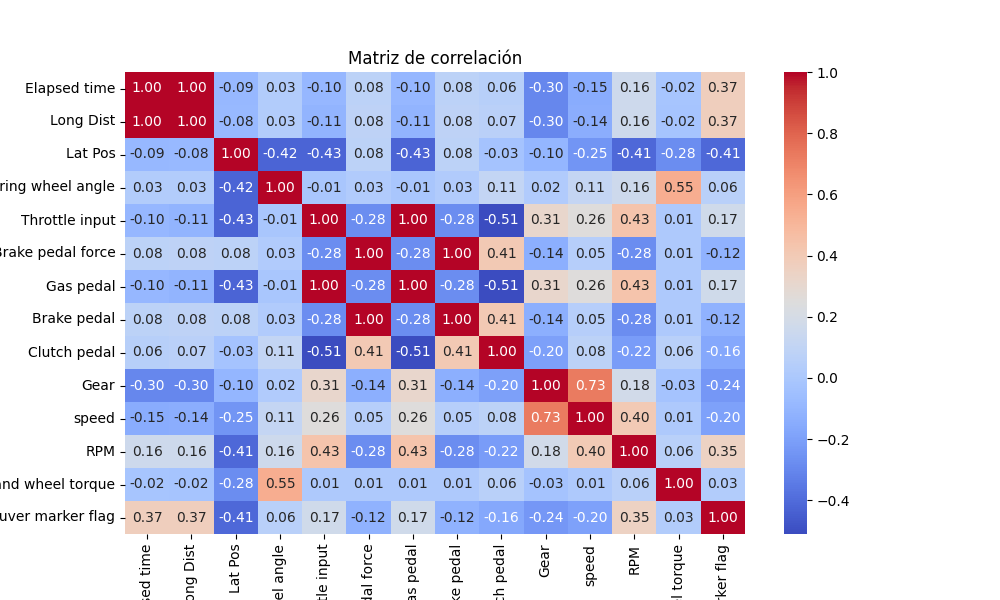 Matriz de correlación
Elapsed time 1.00 1.00 -0.09 0.03 -0.10 0.08 -0.10 0.08 0.06 -0.30 -0.15 0.16 -0.02 0.37 1.0
Long Dist 1.00 1.00 -0.08 0.03 -0.11 0.08 -0.11 0.08 0.07 -0.30 -0.14 0.16 -0.02 0.37 0.8
Lat Pos -0.09 -0.08 1.00 -0.42 -0.43 0.08 -0.43 0.08 -0.03 -0.10 -0.25 -0.41 -0.28 -0.41
ring wheel angle 0.03 0.03 -0.42 1.00 -0.01 0.03 -0.01 0.03 0.11 0.02 0.11 0.16 0.55 0.06 0.6
Throttle input -0.10 -0.11 -0.43 -0.01 1.00 -0.28 1.00 -0.28 -0.51 0.31 0.26 0.43 0.01 0.17
Brake pedal force 0.08 0.08 0.08 0.03 -0.28 1.00 -0.28 1.00 0.41 -0.14 0.05 -0.28 0.01 -0.12 0.4
Gas pedal -0.10 -0.11 -0.43 -0.01 1.00 -0.28 1.00 -0.28 -0.51 0.31 0.26 0.43 0.01 0.17
Brake pedal 0.08 0.08 0.08 0.03 -0.28 1.00 -0.28 1.00 0.41 -0.14 0.05 -0.28 0.01 -0.12 0.2
Clutch pedal 0.06 0.07 -0.03 0.11 -0.51 0.41 -0.51 0.41 1.00 -0.20 0.08 -0.22 0.06 -0.16
Gear -0.30 -0.30 -0.10 0.02 0.31 -0.14 0.31 -0.14 -0.20 1.00 0.73 0.18 -0.03 -0.24 0.0
speed -0.15 -0.14 -0.25 0.11 0.26 0.05 0.26 0.05 0.08 0.73 1.00 0.40 0.01 -0.20
RPM 0.16 0.16 -0.41 0.16 0.43 -0.28 0.43 -0.28 -0.22 0.18 0.40 1.00 0.06 0.35 −0.2
nd wheel torque -0.02 -0.02 -0.28 0.55 0.01 0.01 0.01 0.01 0.06 -0.03 0.01 0.06 1.00 0.03 −0.4
uver marker flag 0.37 0.37 -0.41 0.06 0.17 -0.12 0.17 -0.12 -0.16 -0.24 -0.20 0.35 0.03 1.00
sed time
ong Dist
Lat Pos
el angle
tle input
dal force
as pedal
ke pedal
ch pedal
Gear
speed
RPM
l torque
rker flag